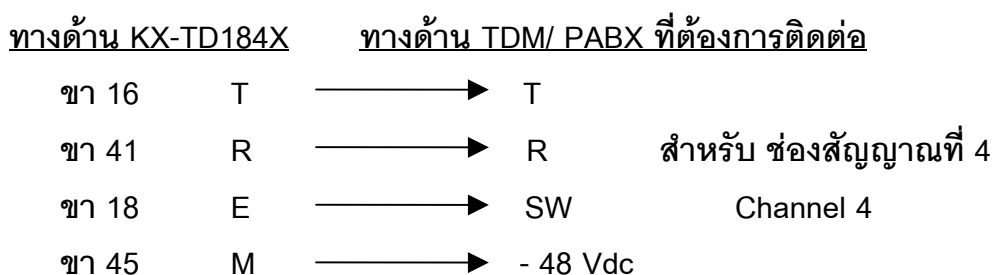 ทางด้าน KX-TD184X ทางด้าน TDM/ PABX ที่ต้องการติดต่อ
ขา 16 T T
ขา 41 R R สำหรับ ช่องสัญญาณที่ 4
ขา 18 E SW Channel 4
ขา 45 M - 48 Vdc